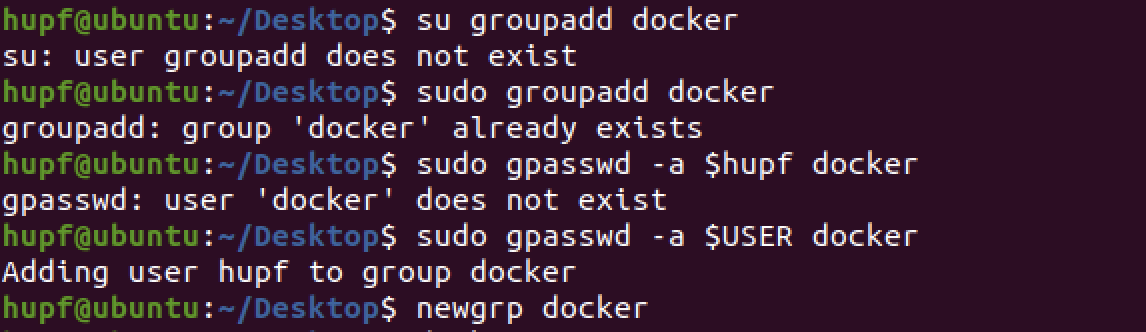 hupf@ubuntu:~/Desktop$ su groupadd docker
su: user groupadd does not exist
hupf@ubuntu:~/Desktop$ sudo groupadd docker
groupadd: group 'docker' already exists
hupf@ubuntu:~/Desktop$ sudo gpasswd -a $hupf docker
gpasswd: user 'docker' does not exist
hupf@ubuntu:~/Desktop$ sudo gpasswd -a $USER docker
Adding user hupf to group docker
hupf@ubuntu:~/Desktop$ newgrp docker